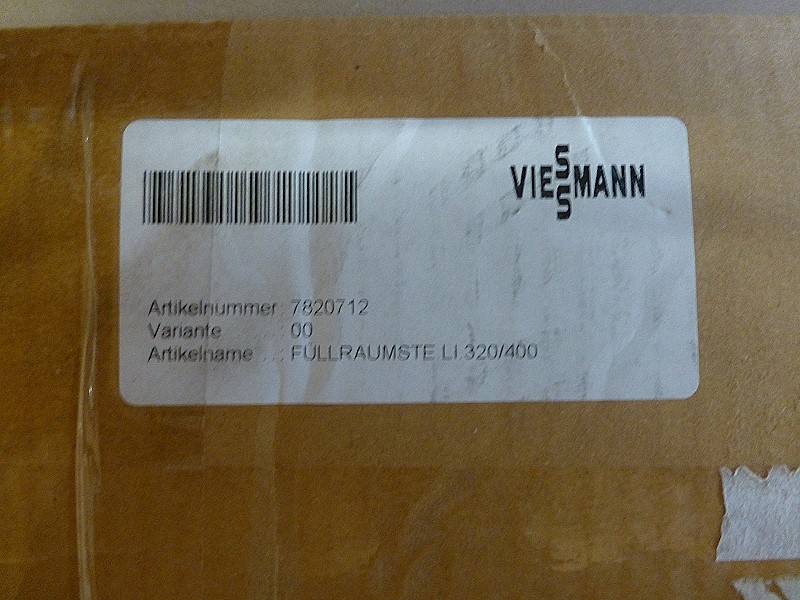 VIESSMANN
Artikelnummer : 7820712
Variante : 00
Artikelname : FÜLLRAUMSTE LI 320/400